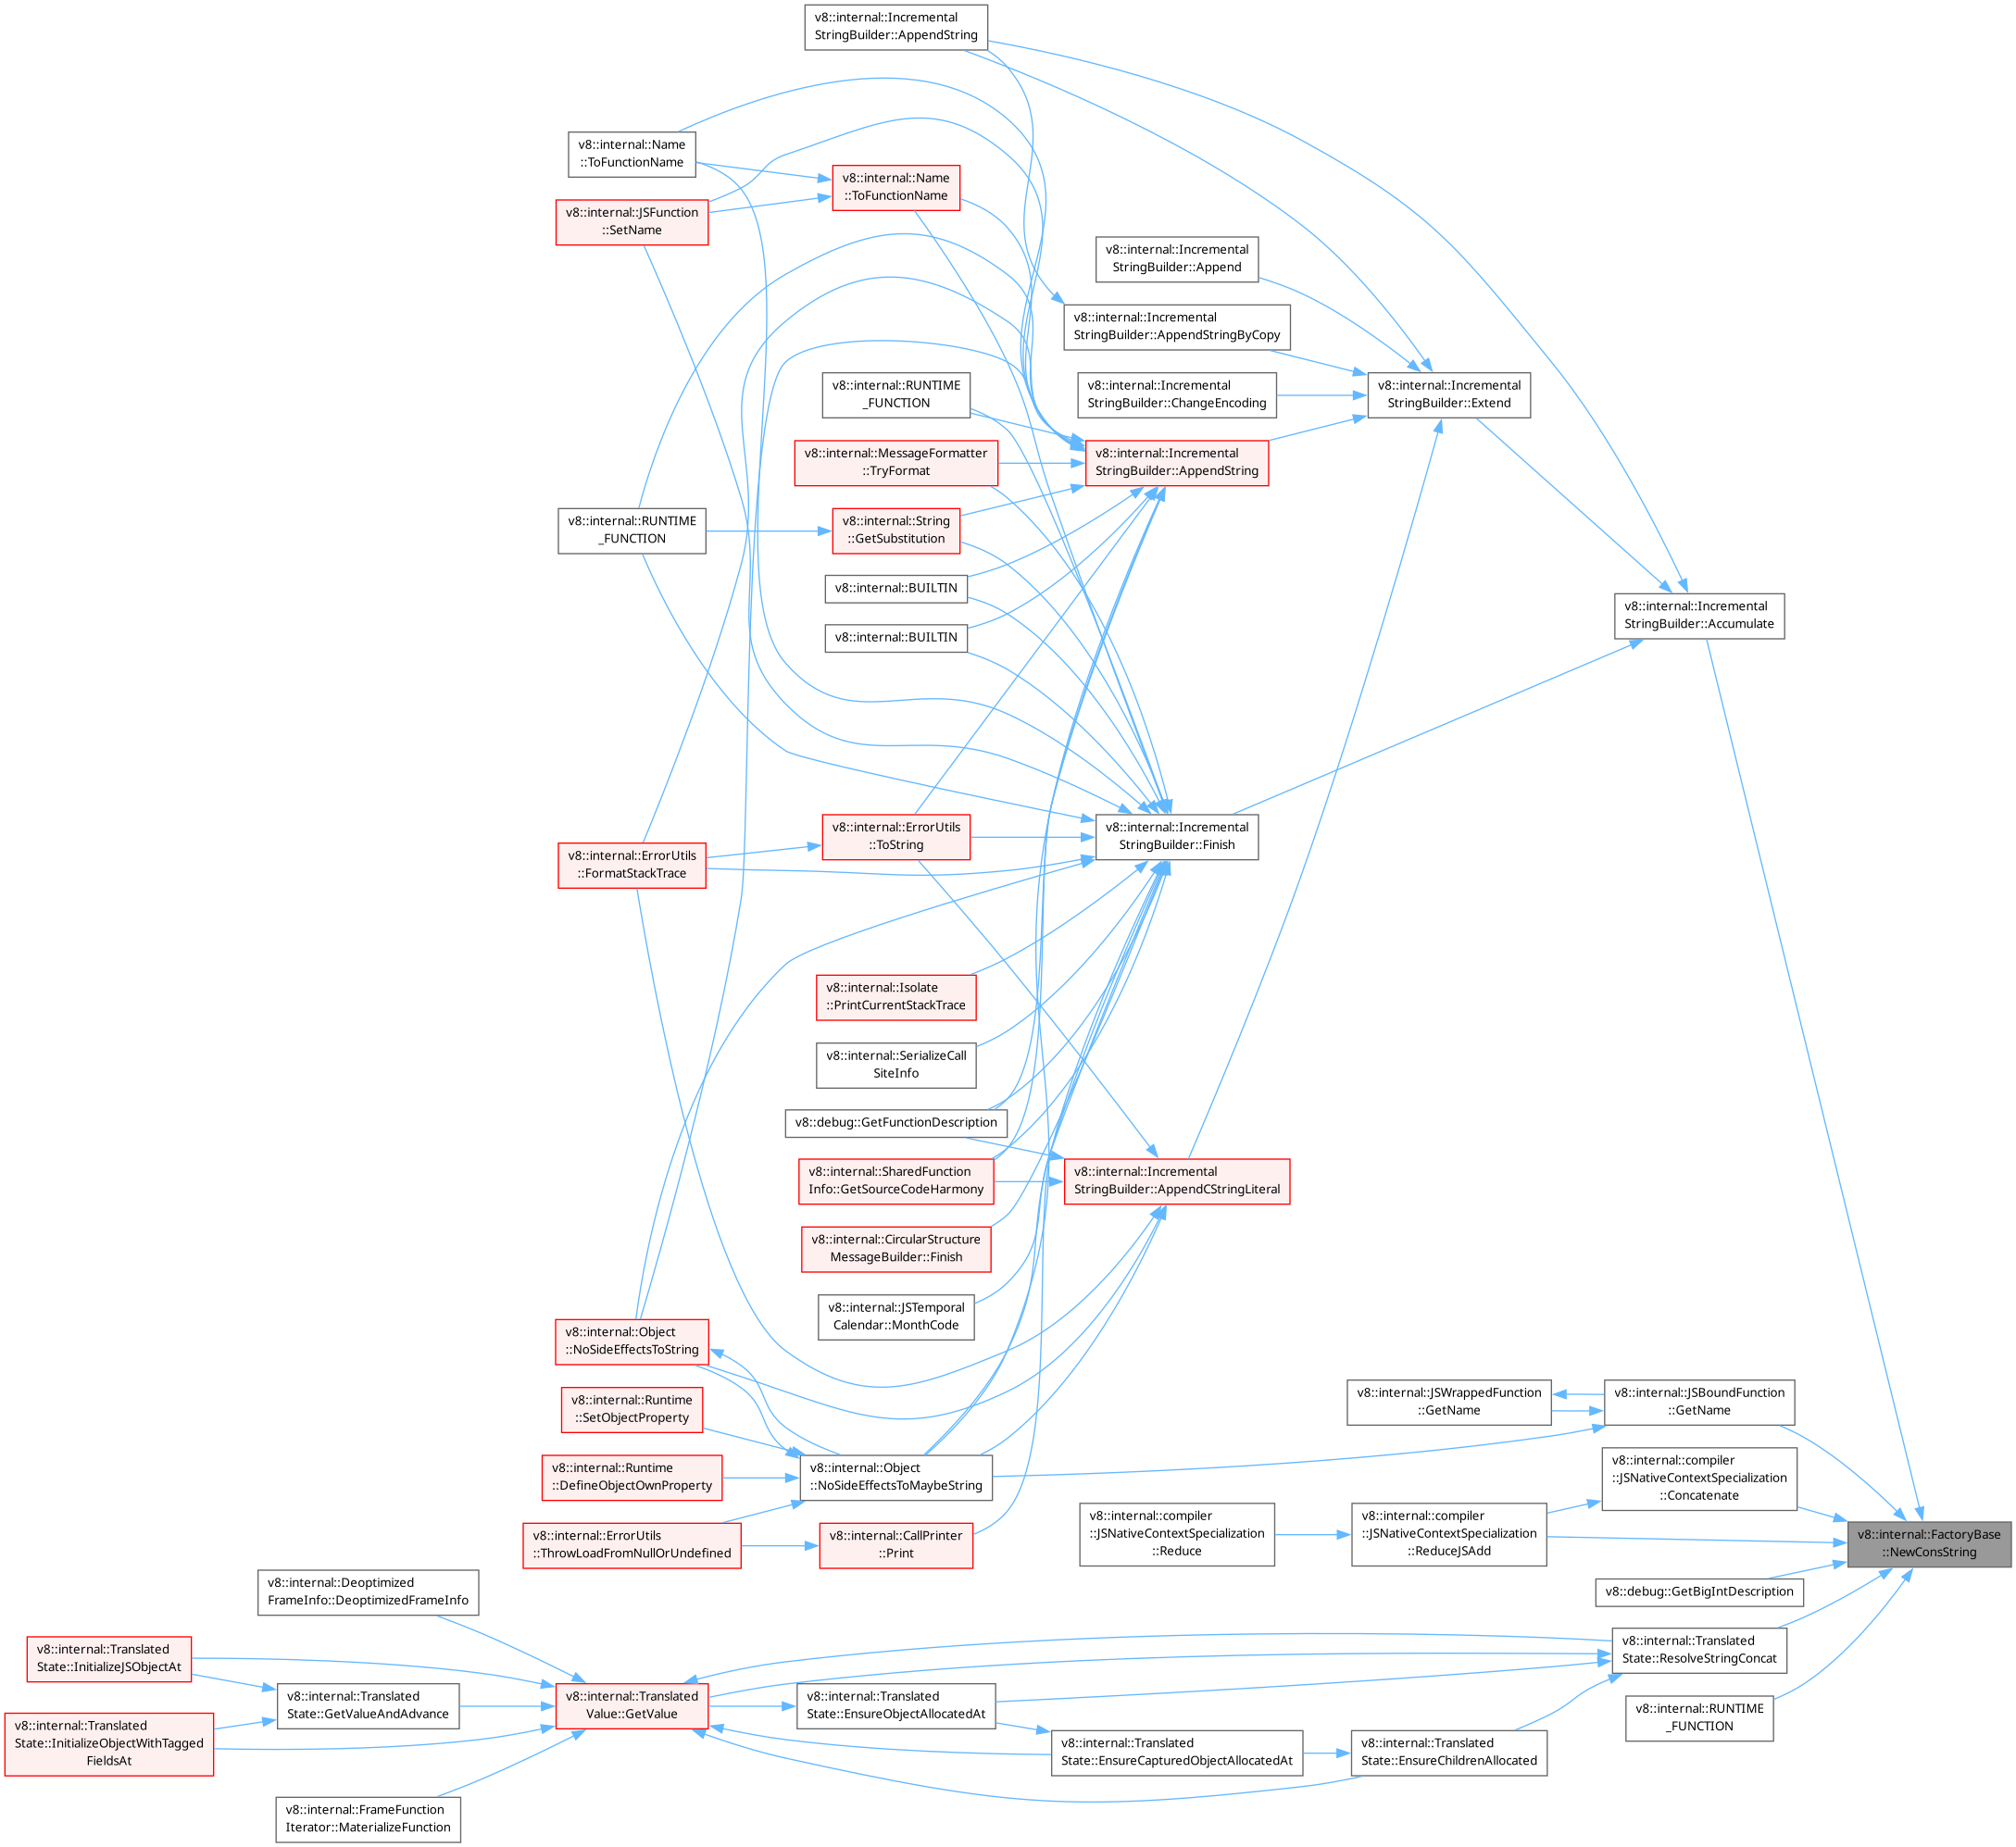 v8::internal::Incremental
StringBuilder::AppendString
v8::internal::Name
::ToFunctionName
v8::internal::Name
::ToFunctionName
v8::internal::JSFunction
::SetName
v8::internal::Incremental
StringBuilder::Append
v8::internal::Incremental
StringBuilder::AppendStringByCopy
v8::internal::RUNTIME
_FUNCTION
v8::internal::Incremental
StringBuilder::ChangeEncoding
v8::internal::Incremental
StringBuilder::Extend
v8::internal::MessageFormatter
::TryFormat
v8::internal::Incremental
StringBuilder::AppendString
v8::internal::RUNTIME
_FUNCTION
v8::internal::String
::GetSubstitution
v8::internal::BUILTIN
v8::internal::BUILTIN
v8::internal::Incremental
StringBuilder::Accumulate
v8::internal::ErrorUtils
::FormatStackTrace
v8::internal::ErrorUtils
::ToString
v8::internal::Incremental
StringBuilder::Finish
v8::internal::Isolate
::PrintCurrentStackTrace
v8::internal::SerializeCall
SiteInfo
v8::debug::GetFunctionDescription
v8::internal::SharedFunction
Info::GetSourceCodeHarmony
v8::internal::Incremental
StringBuilder::AppendCStringLiteral
v8::internal::CircularStructure
MessageBuilder::Finish
v8::internal::JSTemporal
Calendar::MonthCode
v8::internal::Object
::NoSideEffectsToString
v8::internal::Runtime
::SetObjectProperty
v8::internal::JSWrappedFunction
::GetName
v8::internal::JSBoundFunction
::GetName
v8::internal::Runtime
::DefineObjectOwnProperty
v8::internal::Object
::NoSideEffectsToMaybeString
v8::internal::compiler
::JSNativeContextSpecialization
::Concatenate
v8::internal::ErrorUtils
::ThrowLoadFromNullOrUndefined
v8::internal::CallPrinter
::Print
v8::internal::compiler
::JSNativeContextSpecialization
::Reduce
v8::internal::compiler
::JSNativeContextSpecialization
::ReduceJSAdd
v8::internal::FactoryBase
::NewConsString
v8::internal::Deoptimized
FrameInfo::DeoptimizedFrameInfo
v8::debug::GetBigIntDescription
v8::internal::Translated
State::InitializeJSObjectAt
v8::internal::Translated
State::ResolveStringConcat
v8::internal::Translated
State::GetValueAndAdvance
v8::internal::Translated
Value::GetValue
v8::internal::Translated
State::EnsureObjectAllocatedAt
v8::internal::RUNTIME
_FUNCTION
v8::internal::Translated
State::InitializeObjectWithTagged
FieldsAt
v8::internal::Translated
State::EnsureCapturedObjectAllocatedAt
v8::internal::Translated
State::EnsureChildrenAllocated
v8::internal::FrameFunction
Iterator::MaterializeFunction